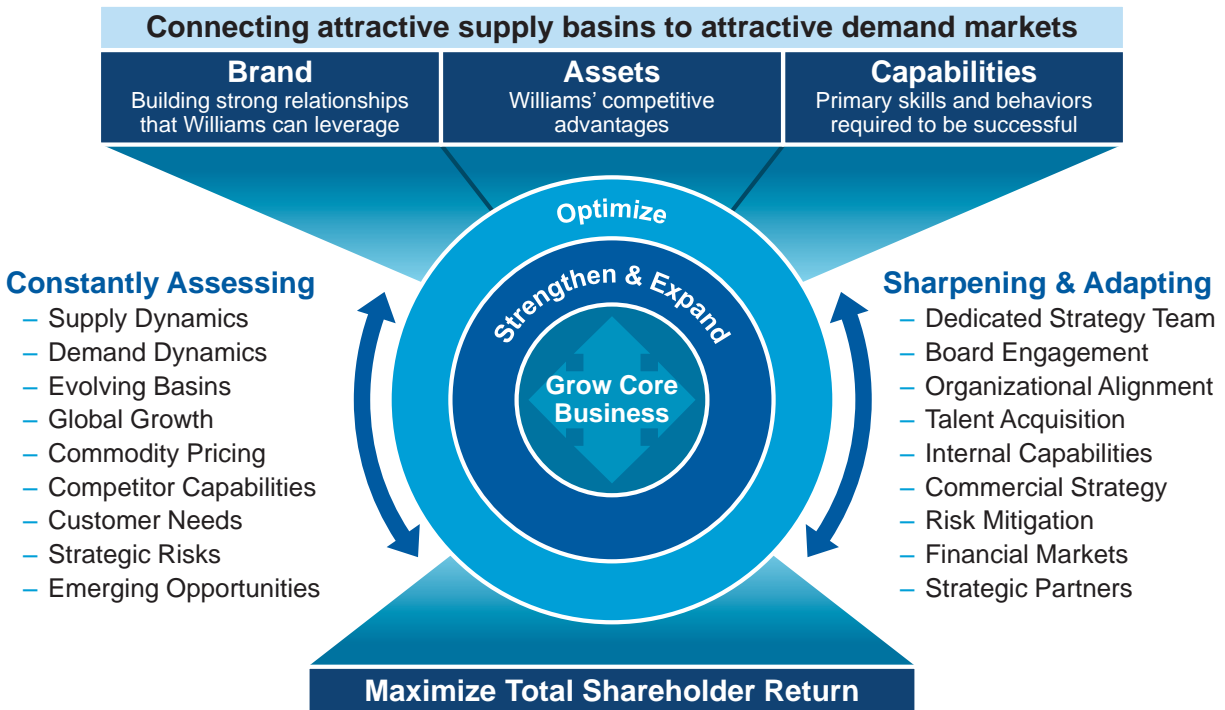 Connecting attractive supply basins to attractive demand markets
Brand
Building strong relationships
that Williams can leverage
Assets
Williams’ competitive
advantages
Capabilities
Primary skills and behaviors
required to be successful
Optimize
Strengthen & Expand
Grow Core
Business
Constantly Assessing
– Supply Dynamics
– Demand Dynamics
– Evolving Basins
– Global Growth
– Commodity Pricing
– Competitor Capabilities
– Customer Needs
– Strategic Risks
– Emerging Opportunities
Sharpening & Adapting
– Dedicated Strategy Team
– Board Engagement
– Organizational Alignment
– Talent Acquisition
– Internal Capabilities
– Commercial Strategy
– Risk Mitigation
– Financial Markets
– Strategic Partners
Maximize Total Shareholder Return